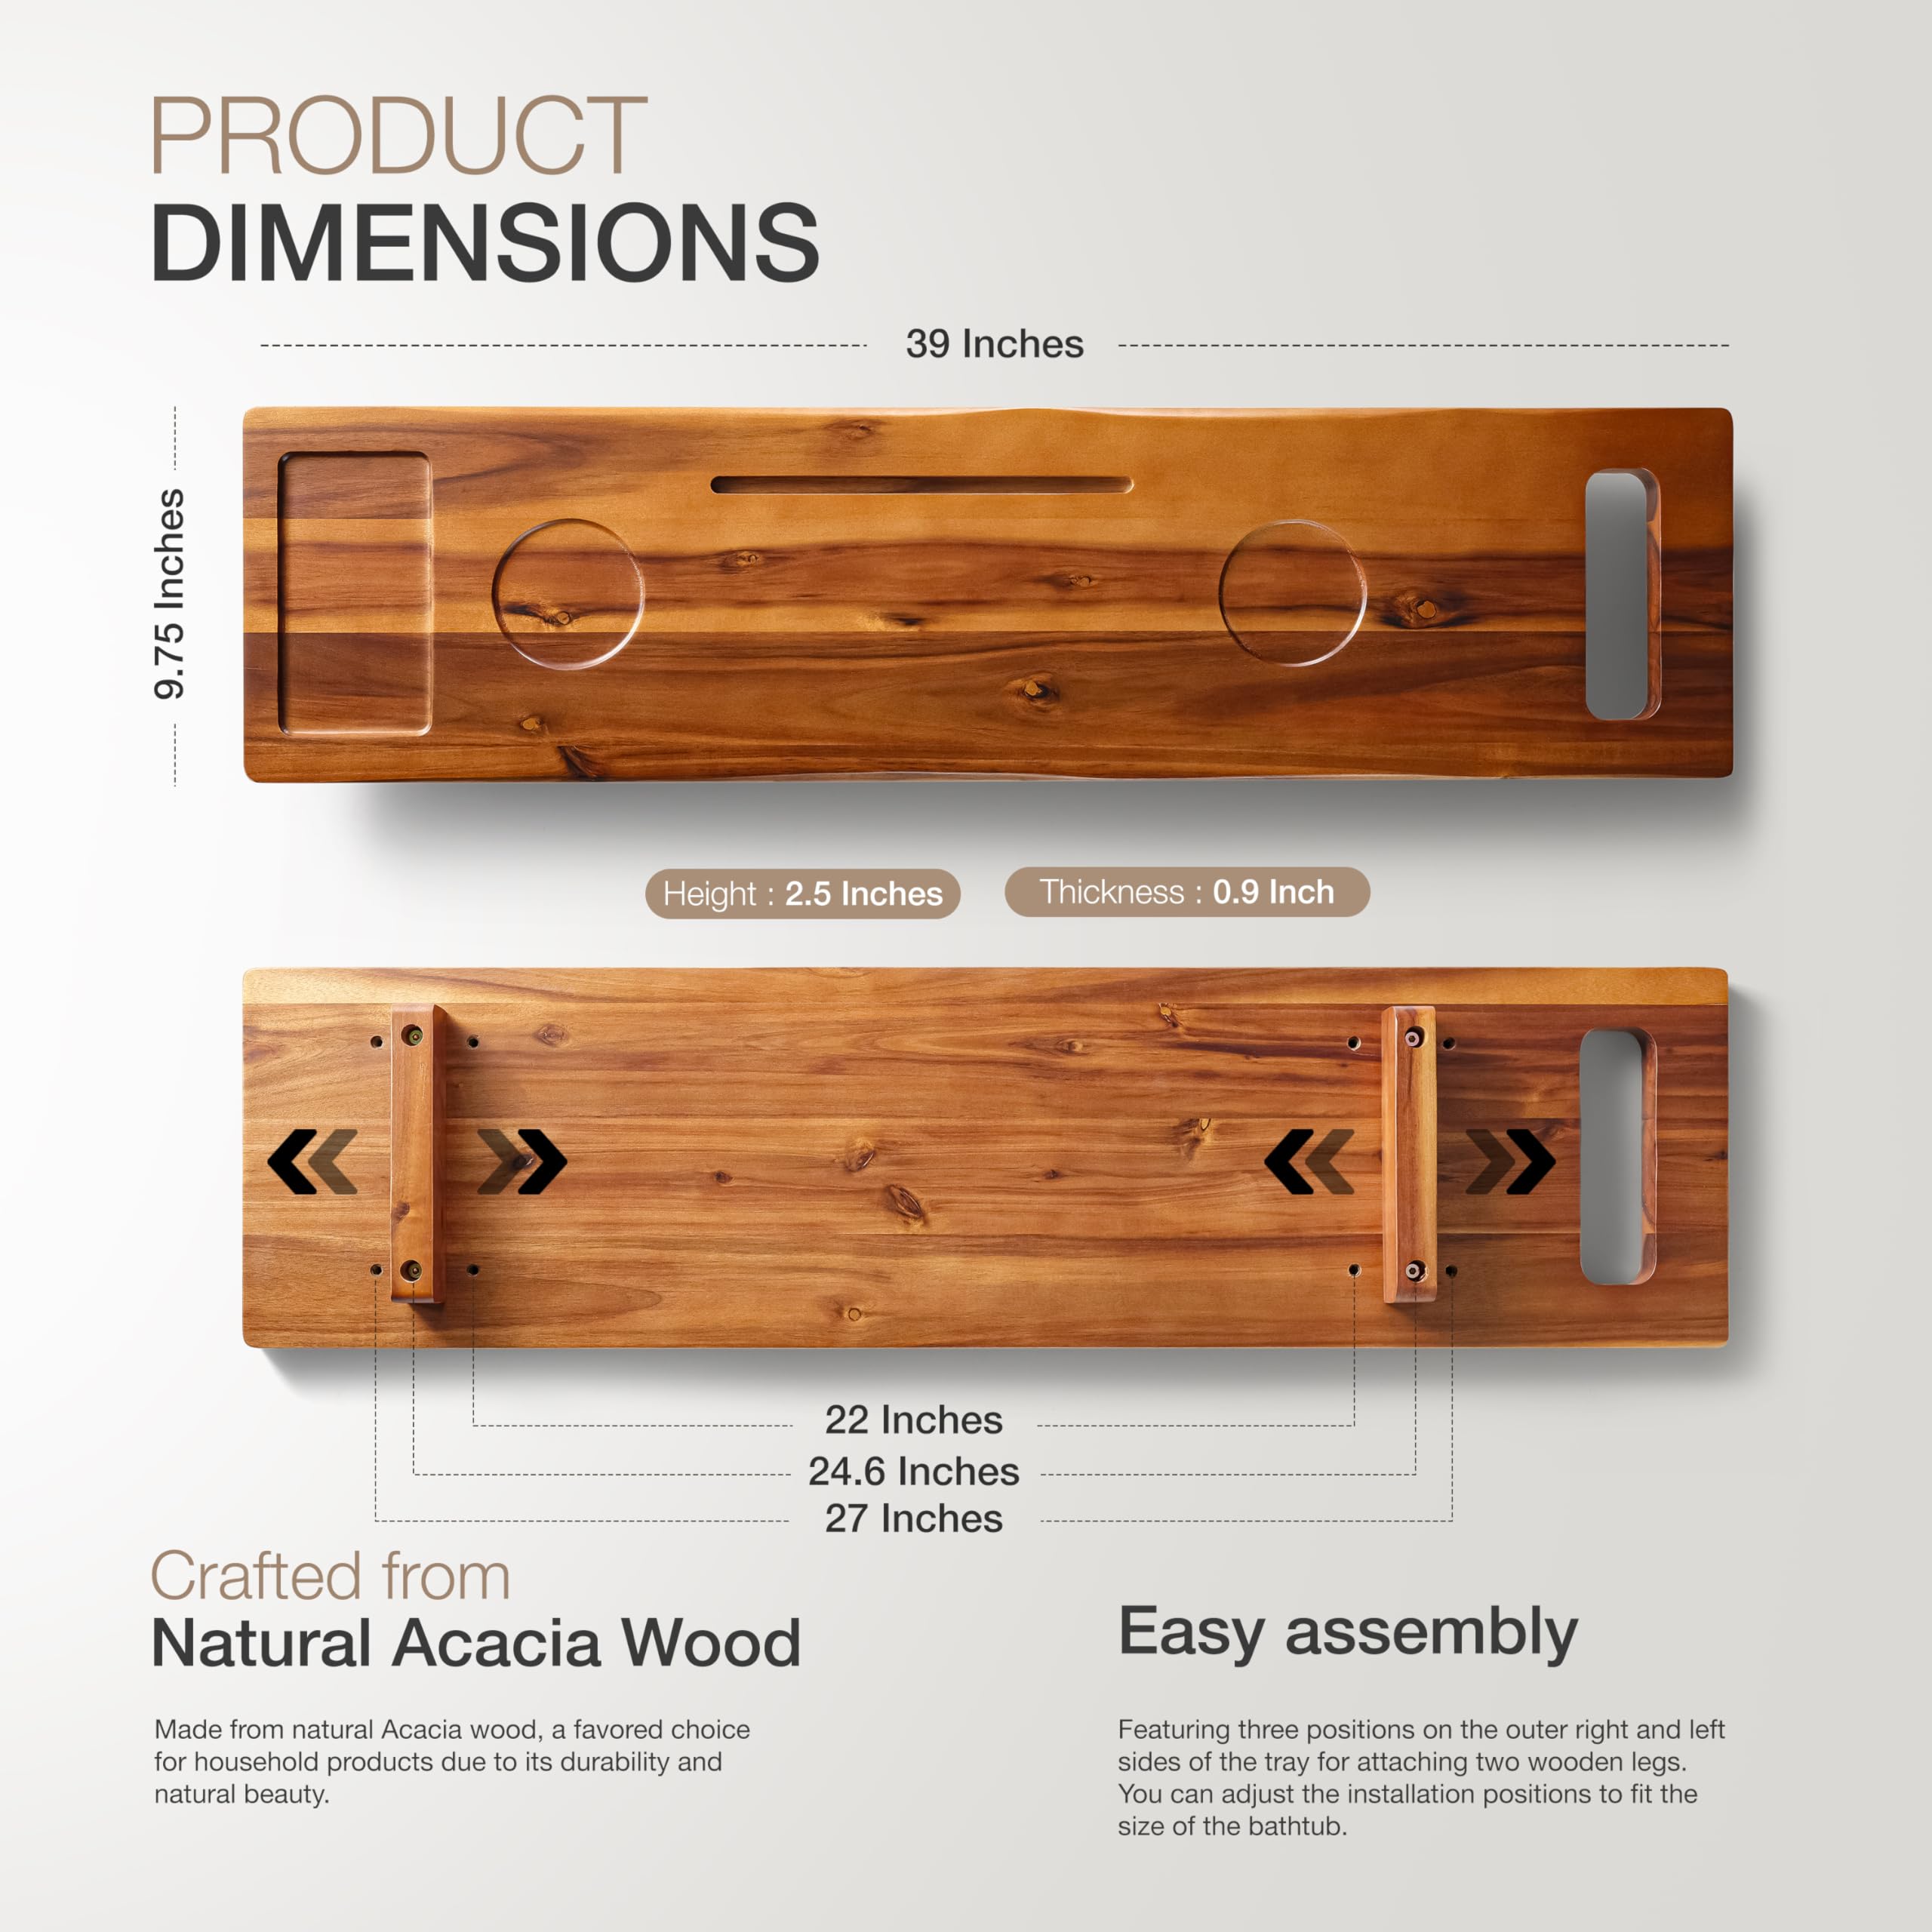 PRODUCT
DIMENSIONS
39 Inches
9.75 Inches
Height : 2.5 Inches
Thickness : 0.9 Inch
22 Inches
24.6 Inches
27 Inches
Crafted from
Natural Acacia Wood
Made from natural Acacia wood, a favored choice
for household products due to its durability and
natural beauty.
Easy assembly
Featuring three positions on the outer right and left
sides of the tray for attaching two wooden legs.
You can adjust the installation positions to fit the
size of the bathtub.